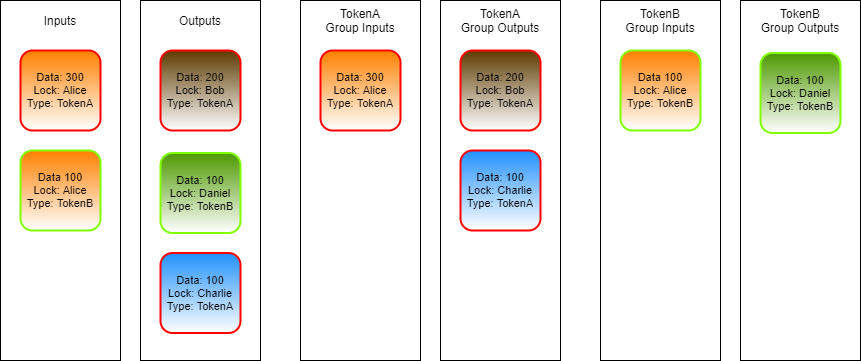 Inputs
Data: 300
Lock: Alice
Type: TokenA
Data 100
Lock: Alice
Type: TokenB
Outputs
Data: 200
Lock: Bob
Type: TokenA
Data: 100
Lock: Daniel
Type: TokenB
Data: 100
Lock: Charlie
Type: TokenA
TokenA
Group Inputs
Data: 300
Lock: Alice
Type: TokenA
TokenA
Group Outputs
Data: 200
Lock: Bob
Type: TokenA
Data: 100
Lock: Charlie
Type: TokenA
TokenB
Group Inputs
Data 100
Lock: Alice
Type: TokenB
TokenB
Group Outputs
Data: 100
Lock: Daniel
Type: TokenB